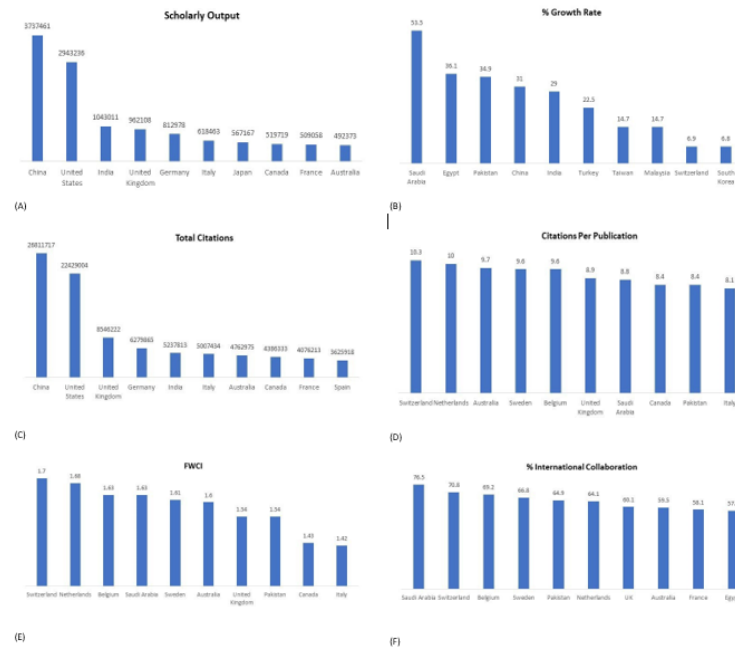 Scholarly Output
3737461
2943236
1043011
962108
812978
618463
567167
519719
509058
492373
China
United States
India
United Kingdom
Germany
Italy
Japan
Canada
France
Australia
(A)
% Growth Rate
53.5
36.1
34.9
31
29
22.5
14.7
14.7
6.9
6.8
Saudi Arabia
Egypt
Pakistan
China
India
Turkey
Taiwan
Malaysia
Switzerland
South Korea
(B)
Total Citations
26811717
22429004
8546222
6279865
5237813
5007434
4762975
4386333
4076213
3625918
China
United States
United Kingdom
Germany
India
Italy
Australia
Canada
France
Spain
(C)
Citations Per Publication
10.3
10
9.7
9.6
9.6
8.9
8.8
8.4
8.4
8.1
Switzerland
Netherlands
Australia
Sweden
Belgium
United Kingdom
Saudi Arabia
Canada
Pakistan
Italy
(D)
FWCI
1.7
1.68
1.63
1.63
1.61
1.6
1.54
1.54
1.43
1.42
Switzerland
Netherlands
Belgium
Saudi Arabia
Sweden
Australia
United Kingdom
Pakistan
Canada
Italy
(E)
% International Collaboration
76.5
70.8
69.2
66.8
64.9
64.1
60.1
59.5
58.1
Saudi Arabia
Switzerland
Belgium
Sweden
Pakistan
Netherlands
UK
Australia
France
(F)